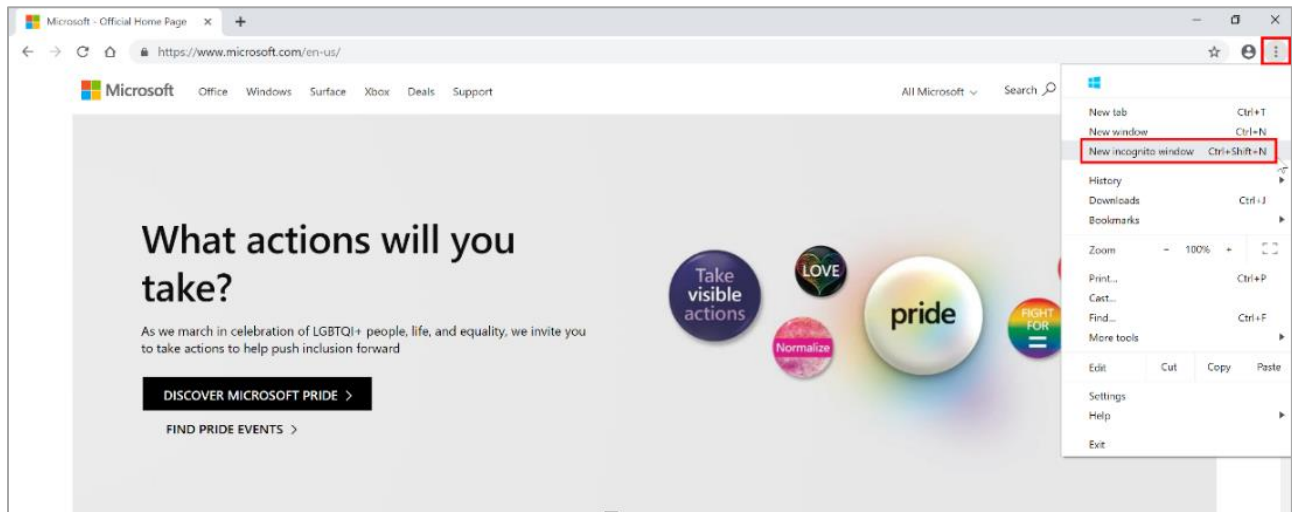 Microsoft - Official Home Page
https://www.microsoft.com/en-us/
Microsoft Office Windows Surface Xbox Deals Support All Microsoft Search
New tab Ctrl+T
New window Ctrl+N
New incognito window Ctrl+Shift+N
History
Downloads Ctrl+J
Bookmarks
Zoom - 100% +
Print... Ctrl+P
Cast...
Find... Ctrl+F
More tools
Edit Cut Copy Paste
Settings
Help
Exit
What actions will you
take?
As we march in celebration of LGBTQI+ people, life, and equality, we invite you
to take actions to help push inclusion forward
DISCOVER MICROSOFT PRIDE >
FIND PRIDE EVENTS >
Take
visible
actions
LOVE
Normalize
pride
FIGHT
FOR
=